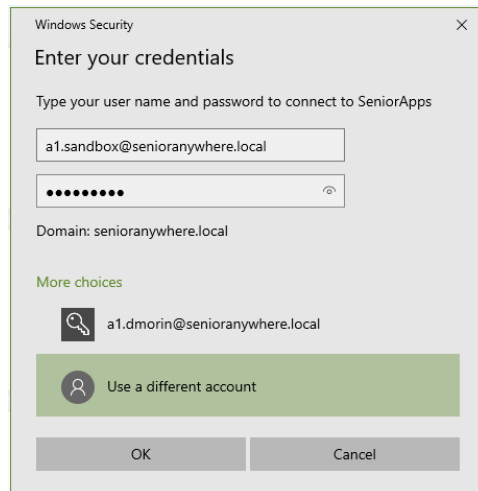 Windows Security
Enter your credentials
Type your user name and password to connect to SeniorApps
a1.sandbox@senioranywhere.local
●●●●●●●●●
Domain: senioranywhere.local
More choices
a1.dmorin@senioranywhere.local
Use a different account
OK
Cancel